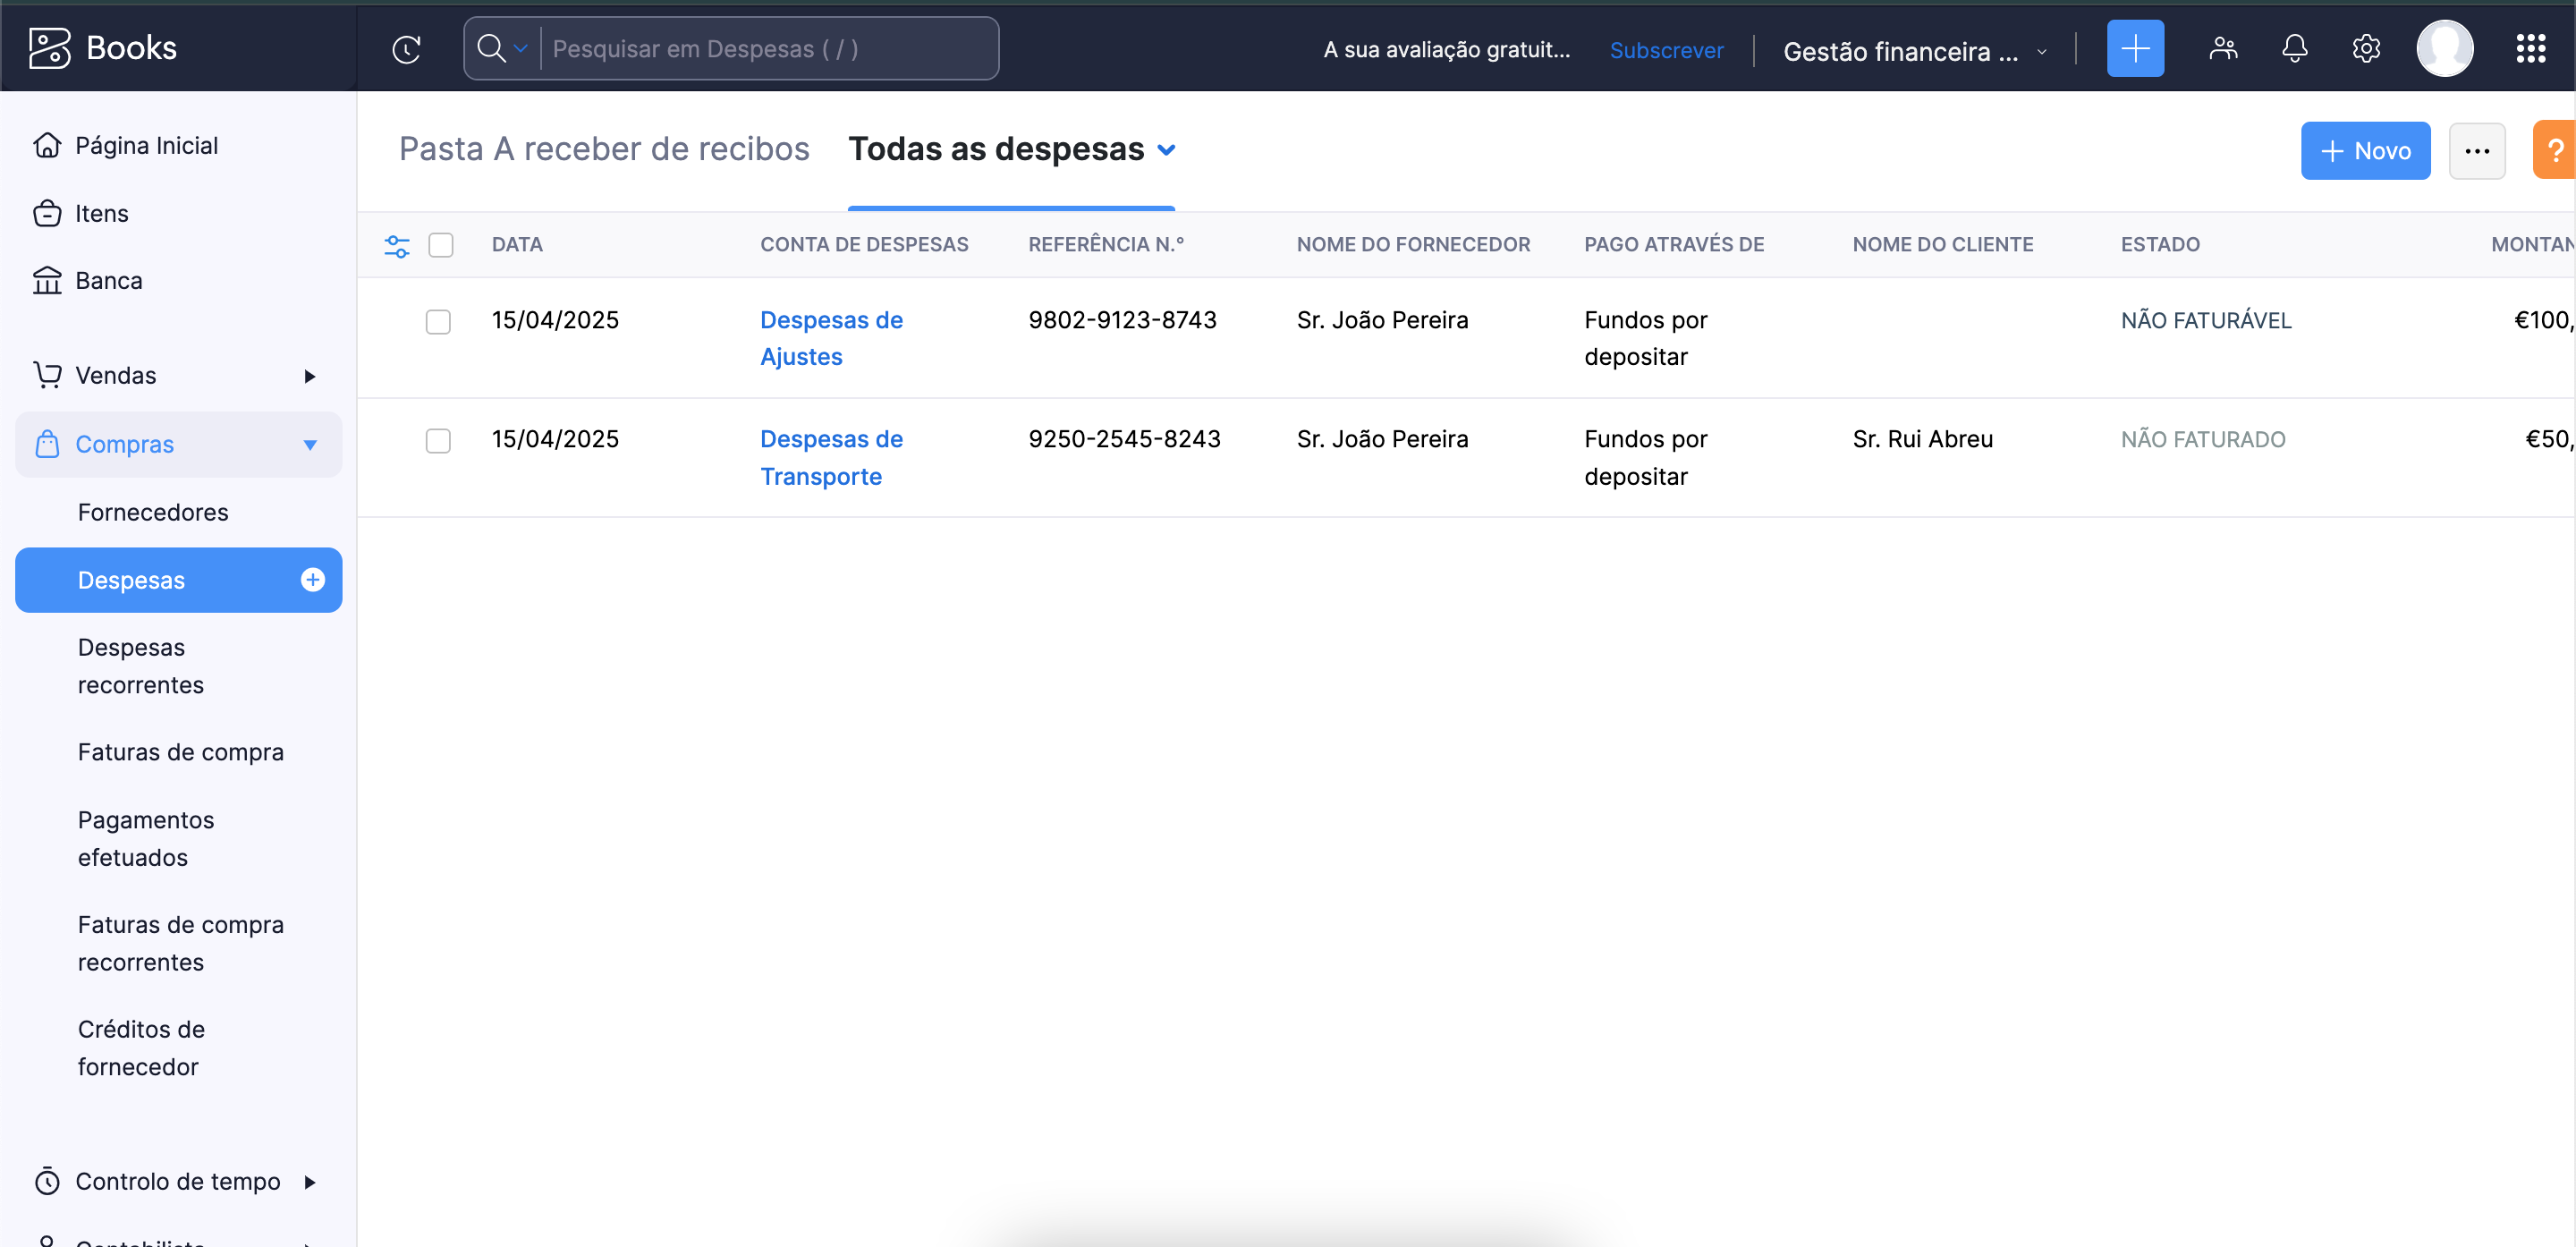 Books
Pesquisar em Despesas ( / )
A sua avaliação gratuit...
Subscrever
Gestão financeira ...
Página Inicial
Itens
Banca
Vendas
Compras
Fornecedores
Despesas
Despesas
recorrentes
Faturas de compra
Pagamentos
efetuados
Faturas de compra
recorrentes
Créditos de
fornecedor
Controlo de tempo
Pasta A receber de recibos
Todas as despesas
+ Novo
?
DATA CONTA DE DESPESAS REFERÊNCIA N.° NOME DO FORNECEDOR PAGO ATRAVÉS DE NOME DO CLIENTE ESTADO MONTAN
15/04/2025 Despesas de 9802-9123-8743 Sr. João Pereira Fundos por NÃO FATURÁVEL €100,
Ajustes depositar
15/04/2025 Despesas de 9250-2545-8243 Sr. João Pereira Fundos por Sr. Rui Abreu NÃO FATURADO €50,
Transporte depositar